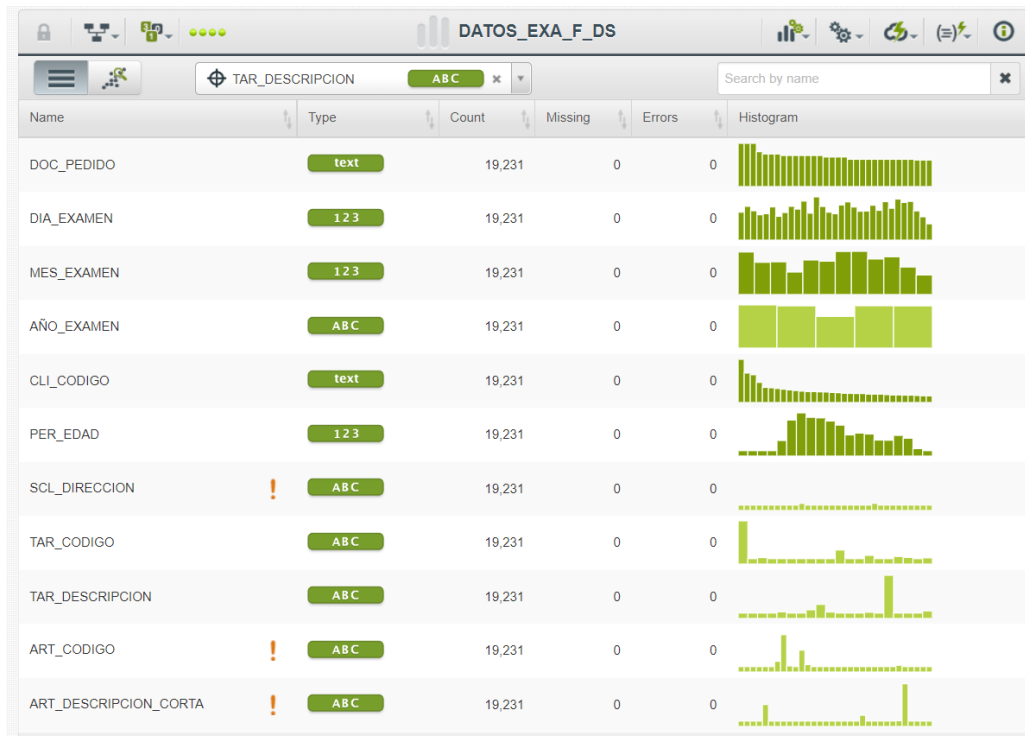 DATOS_EXA_F_DS
TAR_DESCRIPCION ABC Search by name
Name Type Count Missing Errors Histogram
DOC_PEDIDO text 19,231 0 0
DIA_EXAMEN 123 19,231 0 0
MES_EXAMEN 123 19,231 0 0
AÑO_EXAMEN ABC 19,231 0 0
CLI_CODIGO text 19,231 0 0
PER_EDAD 123 19,231 0 0
SCL_DIRECCION ! ABC 19,231 0 0
TAR_CODIGO ABC 19,231 0 0
TAR_DESCRIPCION ABC 19,231 0 0
ART_CODIGO ! ABC 19,231 0 0
ART_DESCRIPCION_CORTA ! ABC 19,231 0 0